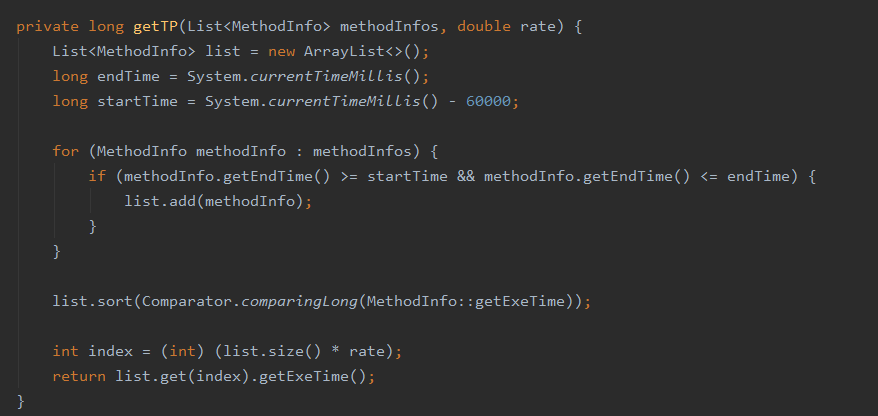 private long getTP(List<MethodInfo> methodInfos, double rate) {
    List<MethodInfo> list = new ArrayList<>();
    long endTime = System.currentTimeMillis();
    long startTime = System.currentTimeMillis() - 60000;

    for (MethodInfo methodInfo : methodInfos) {
        if (methodInfo.getEndTime() >= startTime && methodInfo.getEndTime() <= endTime) {
            list.add(methodInfo);
        }
    }

    list.sort(Comparator.comparingLong(MethodInfo::getExeTime));

    int index = (int) (list.size() * rate);
    return list.get(index).getExeTime();
}